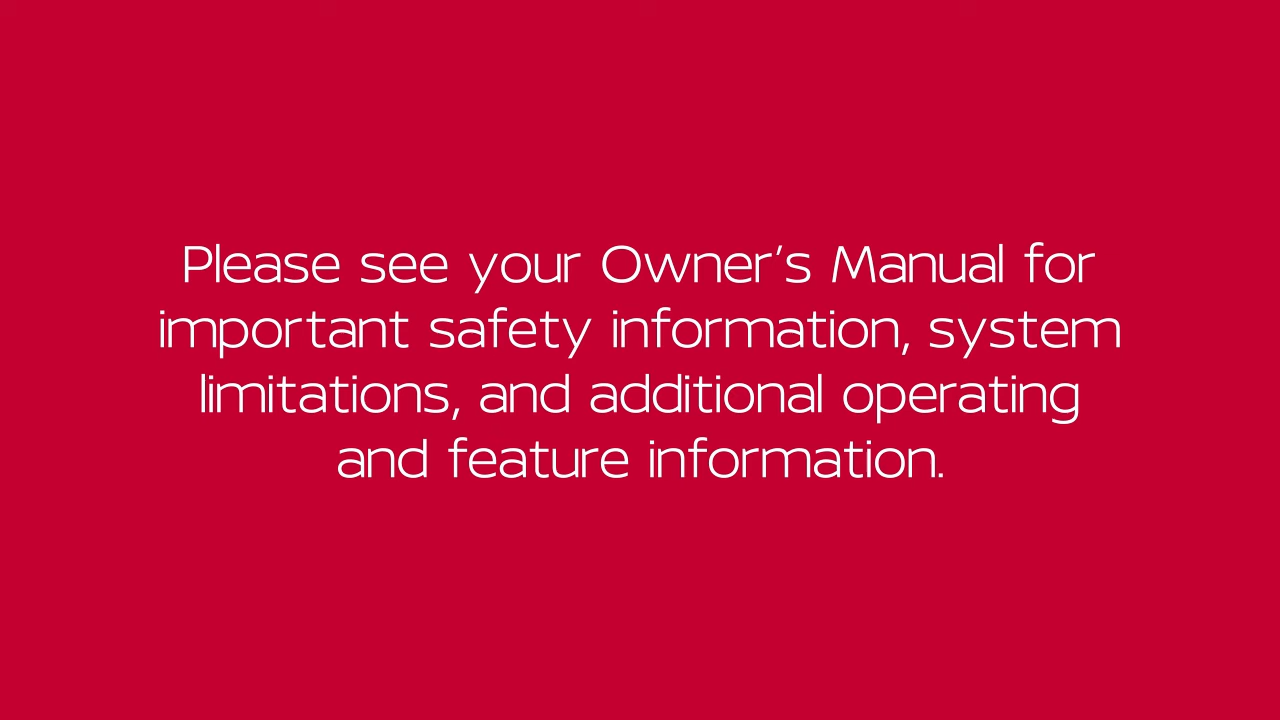 Please see your Owner’s Manual for
important safety information, system
limitations, and additional operating
and feature information.